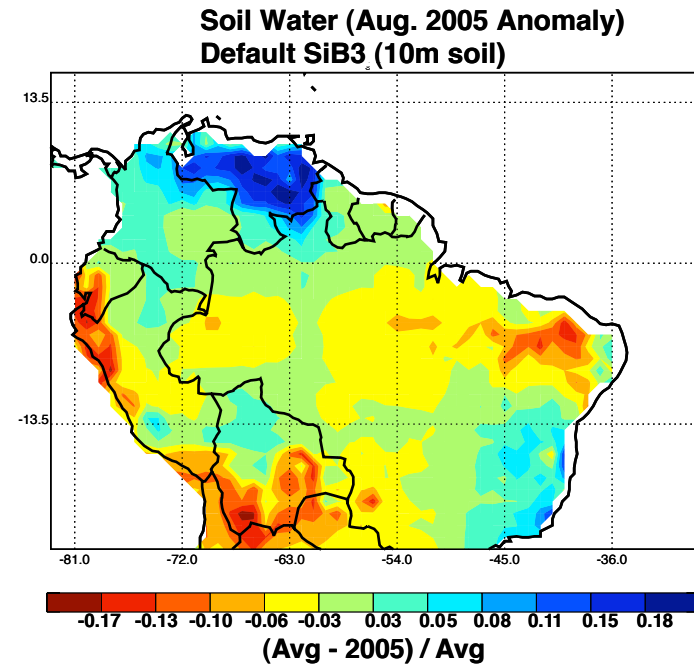 Soil Water (Aug. 2005 Anomaly)
Default SiB3 (10m soil)
13.5
0.0
-13.5
-81.0 -72.0 -63.0 -54.0 -45.0 -36.0
-0.17 -0.13 -0.10 -0.06 -0.03 0.03 0.05 0.08 0.11 0.15 0.18
(Avg - 2005) / Avg